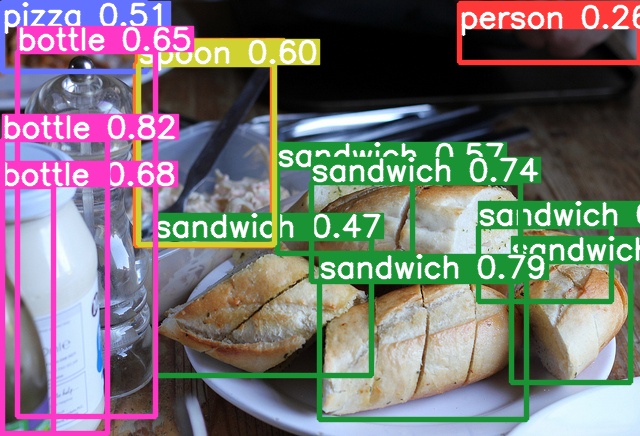 pizza 0.51
person 0.26
bottle 0.65
spoon 0.60
bottle 0.82
sandwich 0.57
sandwich 0.74
bottle 0.68
sandwich 0.47
sandwich
sandwich
sandwich 0.79